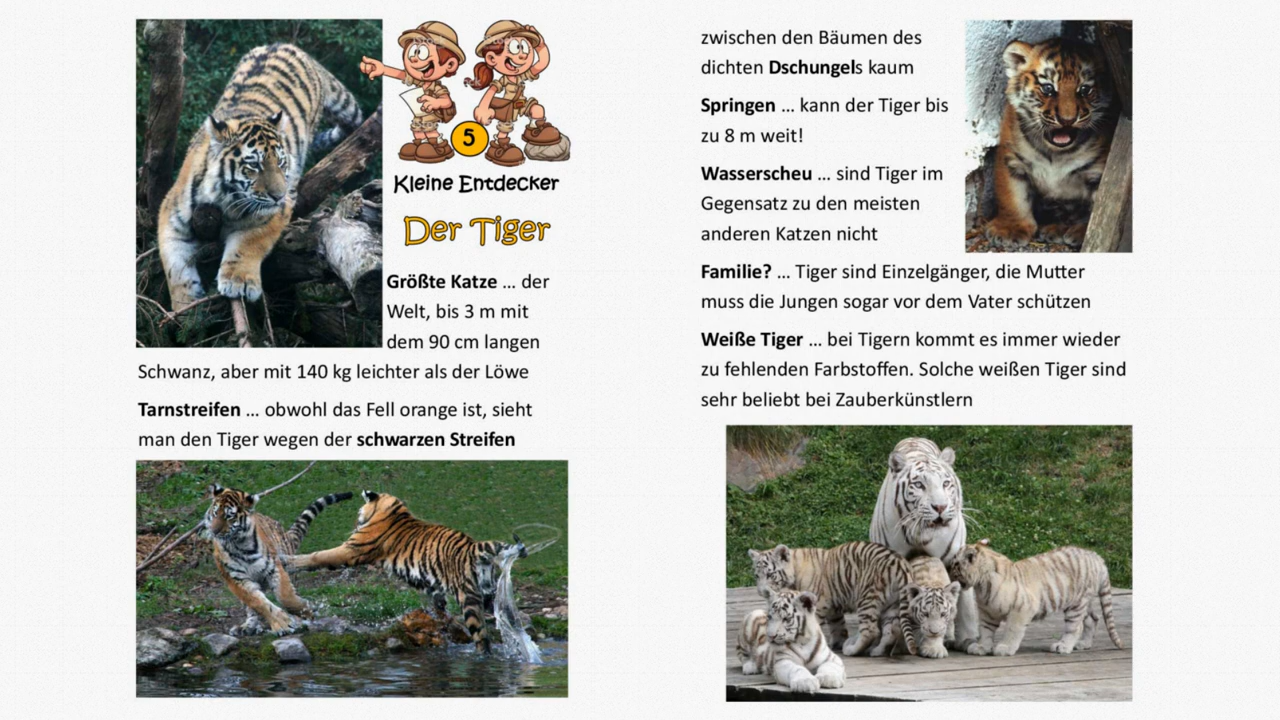 5
Kleine Entdecker
Der Tiger
Größte Katze ... der
Welt, bis 3 m mit
dem 90 cm langen
Schwanz, aber mit 140 kg leichter als der Löwe
Tarnstreifen ... obwohl das Fell orange ist, sieht
man den Tiger wegen der schwarzen Streifen
zwischen den Bäumen des
dichten Dschungels kaum
Springen ... kann der Tiger bis
zu 8 m weit!
Wasserscheu ... sind Tiger im
Gegensatz zu den meisten
anderen Katzen nicht
Familie? ... Tiger sind Einzelgänger, die Mutter
muss die Jungen sogar vor dem Vater schützen
Weiße Tiger ... bei Tigern kommt es immer wieder
zu fehlenden Farbstoffen. Solche weißen Tiger sind
sehr beliebt bei Zauberkünstlern